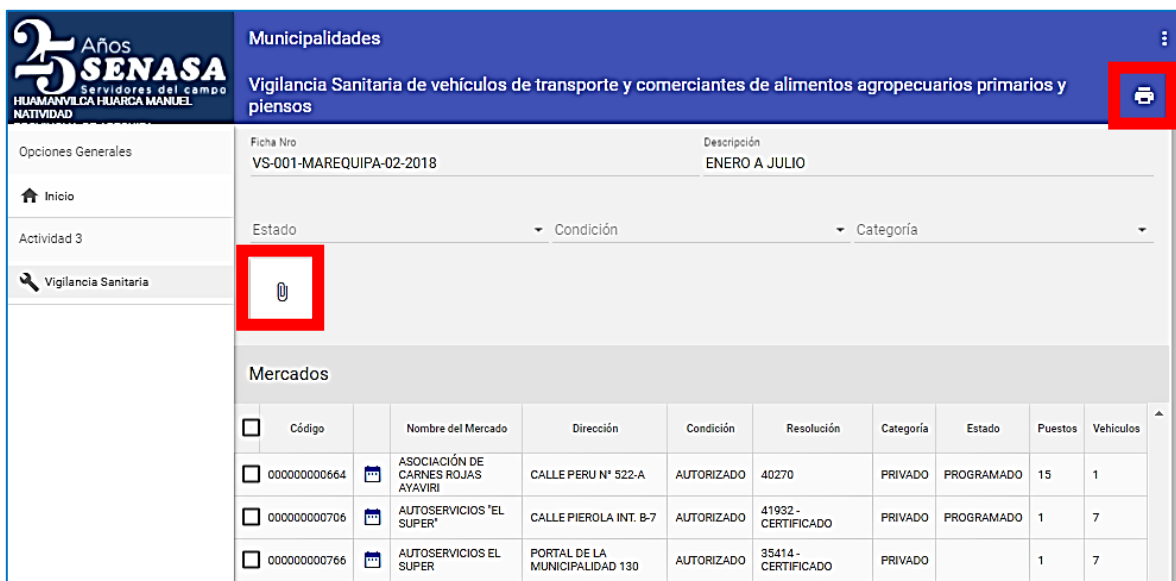 25 Años
SENASA
Servidores del campo
HUAMANVILCA HUARCA MANUEL
NATIVIDAD
Opciones Generales
Inicio
Actividad 3
Vigilancia Sanitaria
Municipalidades
Vigilancia Sanitaria de vehículos de transporte y comerciantes de alimentos agropecuarios primarios y
piensos
Ficha Nro
VS-001-MAREQUIPA-02-2018
Descripción
ENERO A JULIO
Estado Condición Categoría
Mercados
Código Nombre del Mercado Dirección Condición Resolución Categoría Estado Puestos Vehiculos
000000000664 ASOCIACIÓN DE CARNES ROJAS AYAVIRI CALLE PERU N° 522-A AUTORIZADO 40270 PRIVADO PROGRAMADO 15 1
000000000706 AUTOSERVICIOS "EL SUPER" CALLE PIEROLA INT. B-7 AUTORIZADO 41932 - CERTIFICADO PRIVADO PROGRAMADO 1 7
000000000766 AUTOSERVICIOS EL SUPER PORTAL DE LA MUNICIPALIDAD 130 AUTORIZADO 35414 - CERTIFICADO PRIVADO 1 7